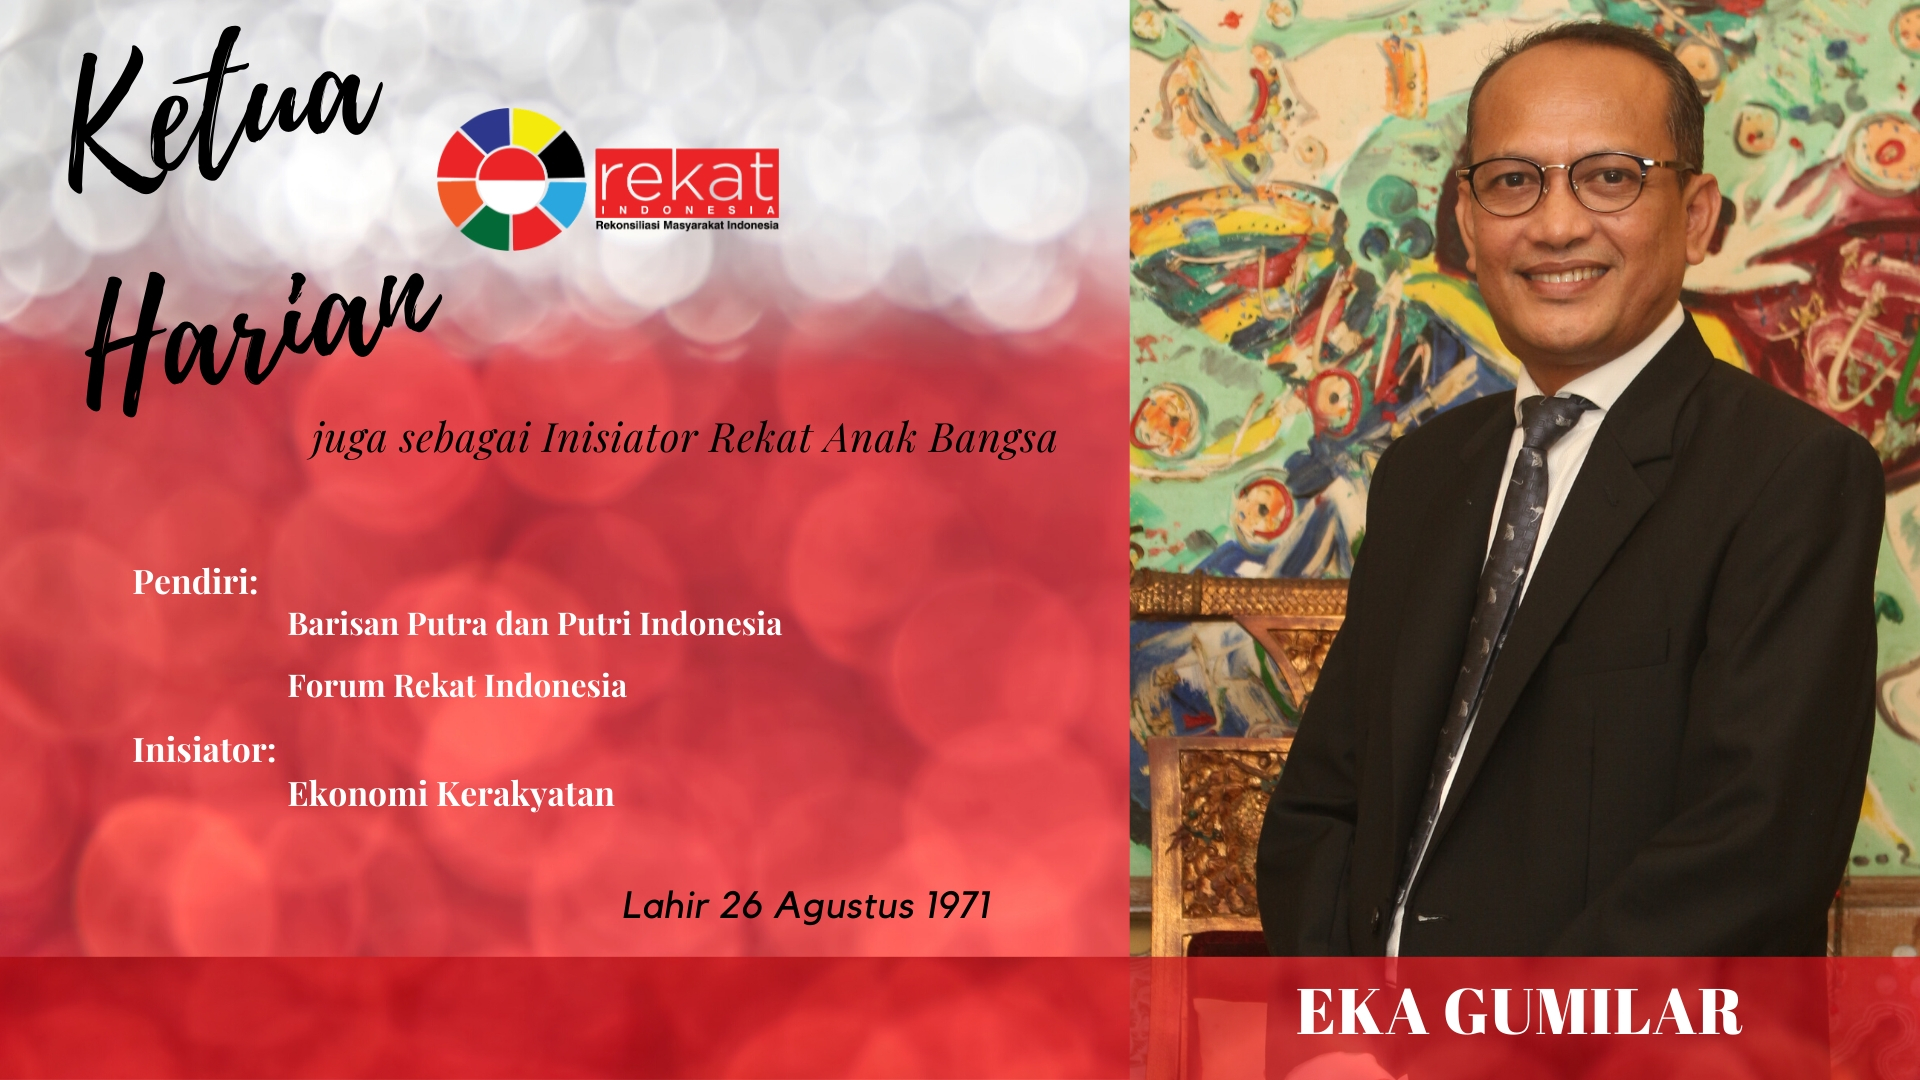 Ketua
rekat
INDONESIA
Rekonsiliasi Masyarakat Indonesia
Harian
juga sebagai Inisiator Rekat Anak Bangsa
Pendiri:
Barisan Putra dan Putri Indonesia
Forum Rekat Indonesia
Inisiator:
Ekonomi Kerakyatan
Lahir 26 Agustus 1971
EKA GUMILAR